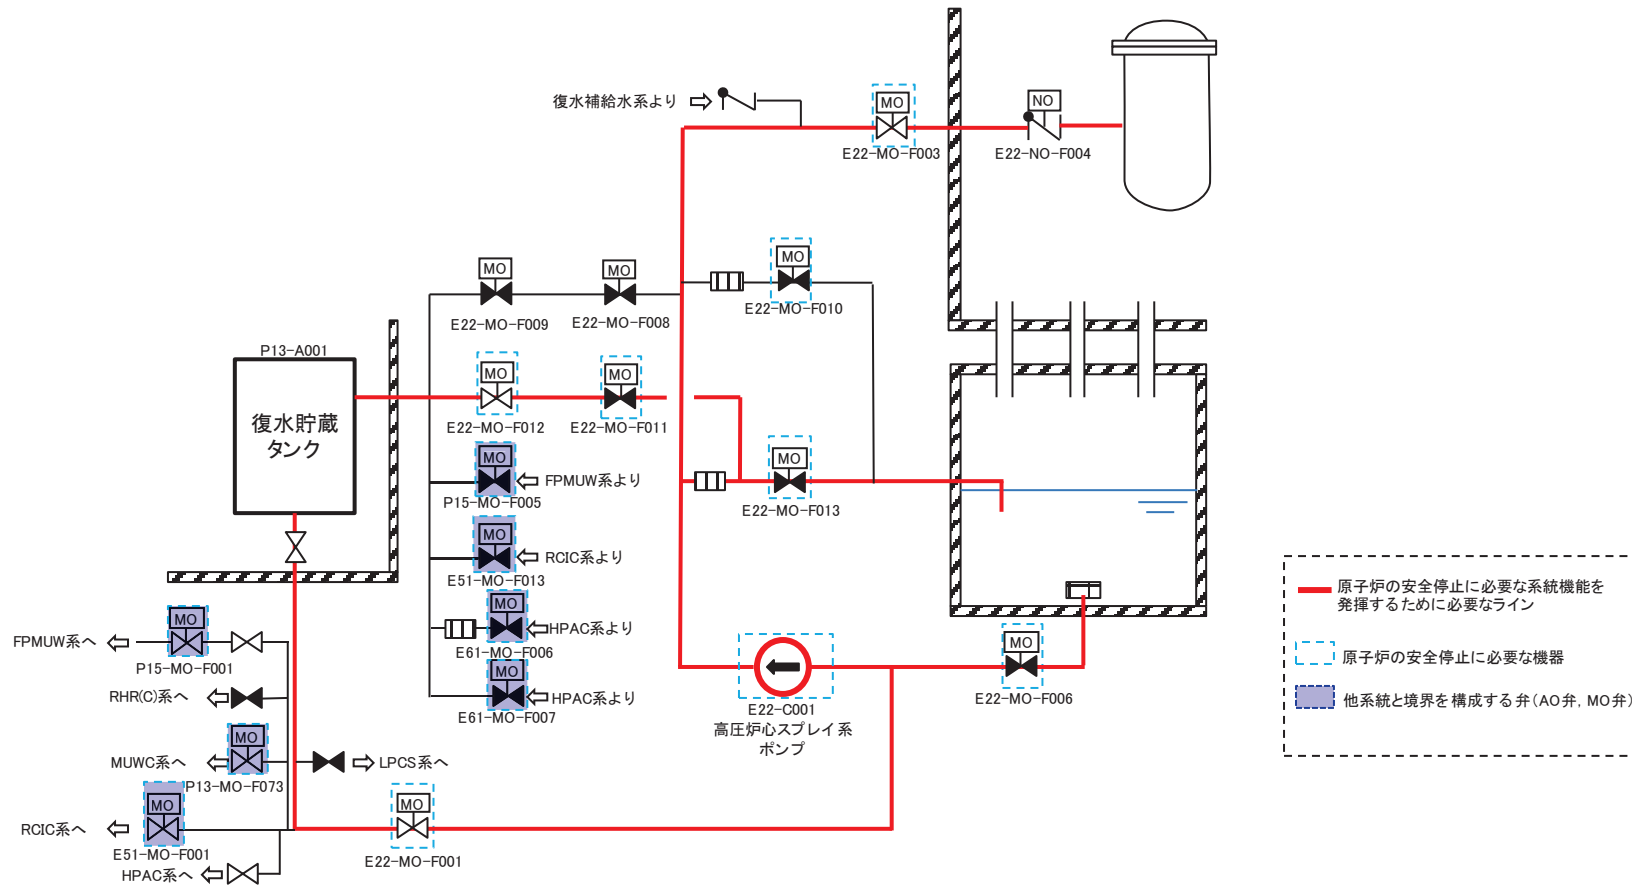 復水補給水系より
MO
E22-MO-F003
NO
E22-NO-F004
MO
E22-MO-F009
MO
E22-MO-F008
MO
E22-MO-F010
P13-A001
復水貯蔵
タンク
MO
E22-MO-F012
MO
E22-MO-F011
MO
P15-MO-F005
FPMUW系より
MO
E22-MO-F013
MO
E51-MO-F013
RCIC系より
MO
E61-MO-F006
HPAC系より
MO
E61-MO-F007
HPAC系より
E22-C001
高圧炉心スプレイ系
ポンプ
MO
E22-MO-F006
FPMUW系へ
MO
P15-MO-F001
RHR(C)系へ
MUWC系へ
MO
P13-MO-F073
LPCS系へ
RCIC系へ
MO
E51-MO-F001
HPAC系へ
MO
E22-MO-F001
原子炉の安全停止に必要な系統機能を
発揮するために必要なライン
原子炉の安全停止に必要な機器
他系統と境界を構成する弁(AO弁, MO弁)